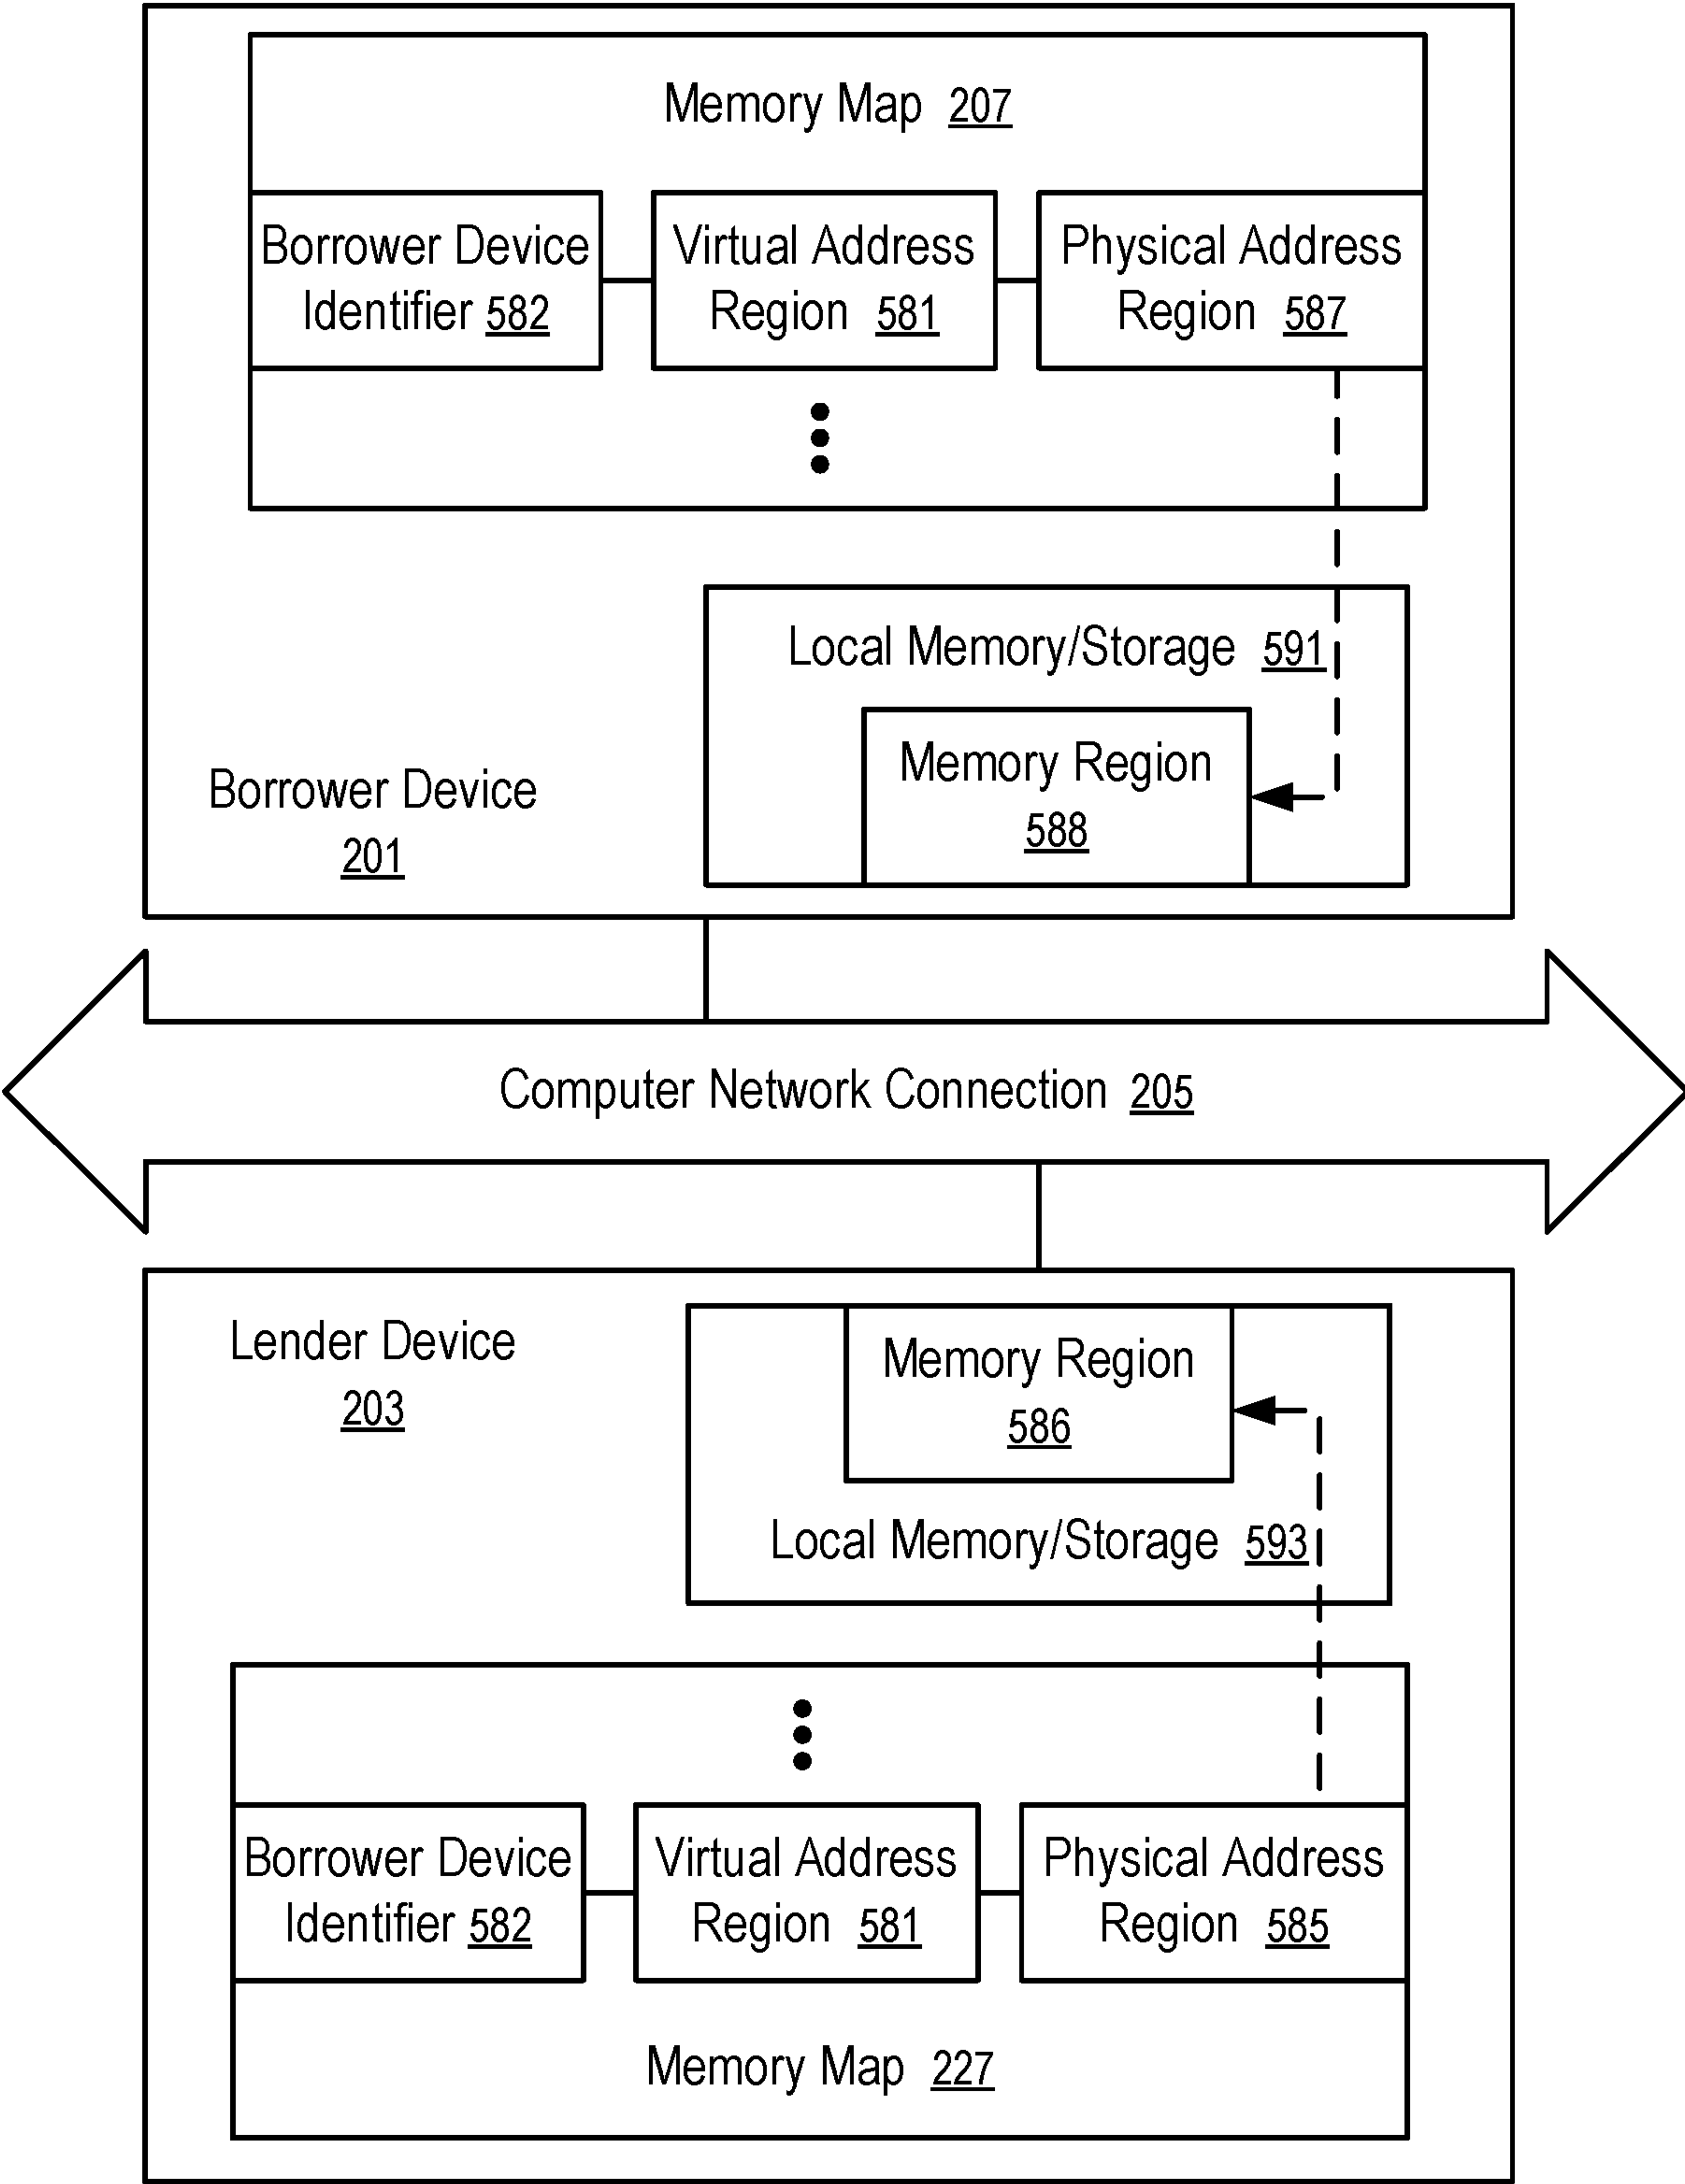 Memory Map 207
Borrower Device
Identifier 582
Virtual Address
Region 581
Physical Address
Region 587
Local Memory/Storage 591
Memory Region
588
Borrower Device
201
Computer Network Connection 205
Lender Device
203
Memory Region
586
Local Memory/Storage 593
Borrower Device
Identifier 582
Virtual Address
Region 581
Physical Address
Region 585
Memory Map 227